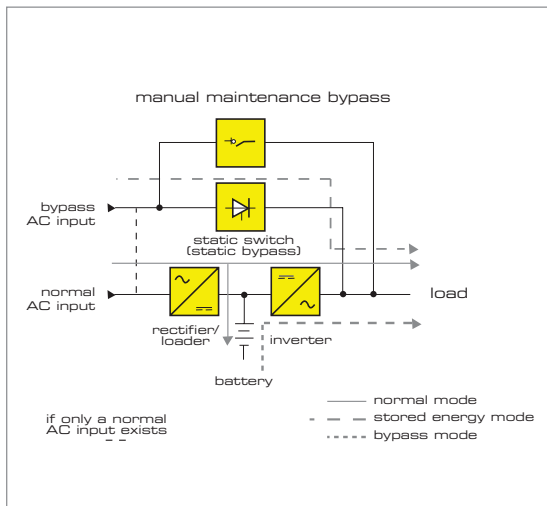 manual maintenance bypass
bypass
AC input
static switch
(static bypass)
normal
AC input
load
rectifier/
loader
inverter
battery
if only a normal
AC input exists
normal mode
stored energy mode
bypass mode